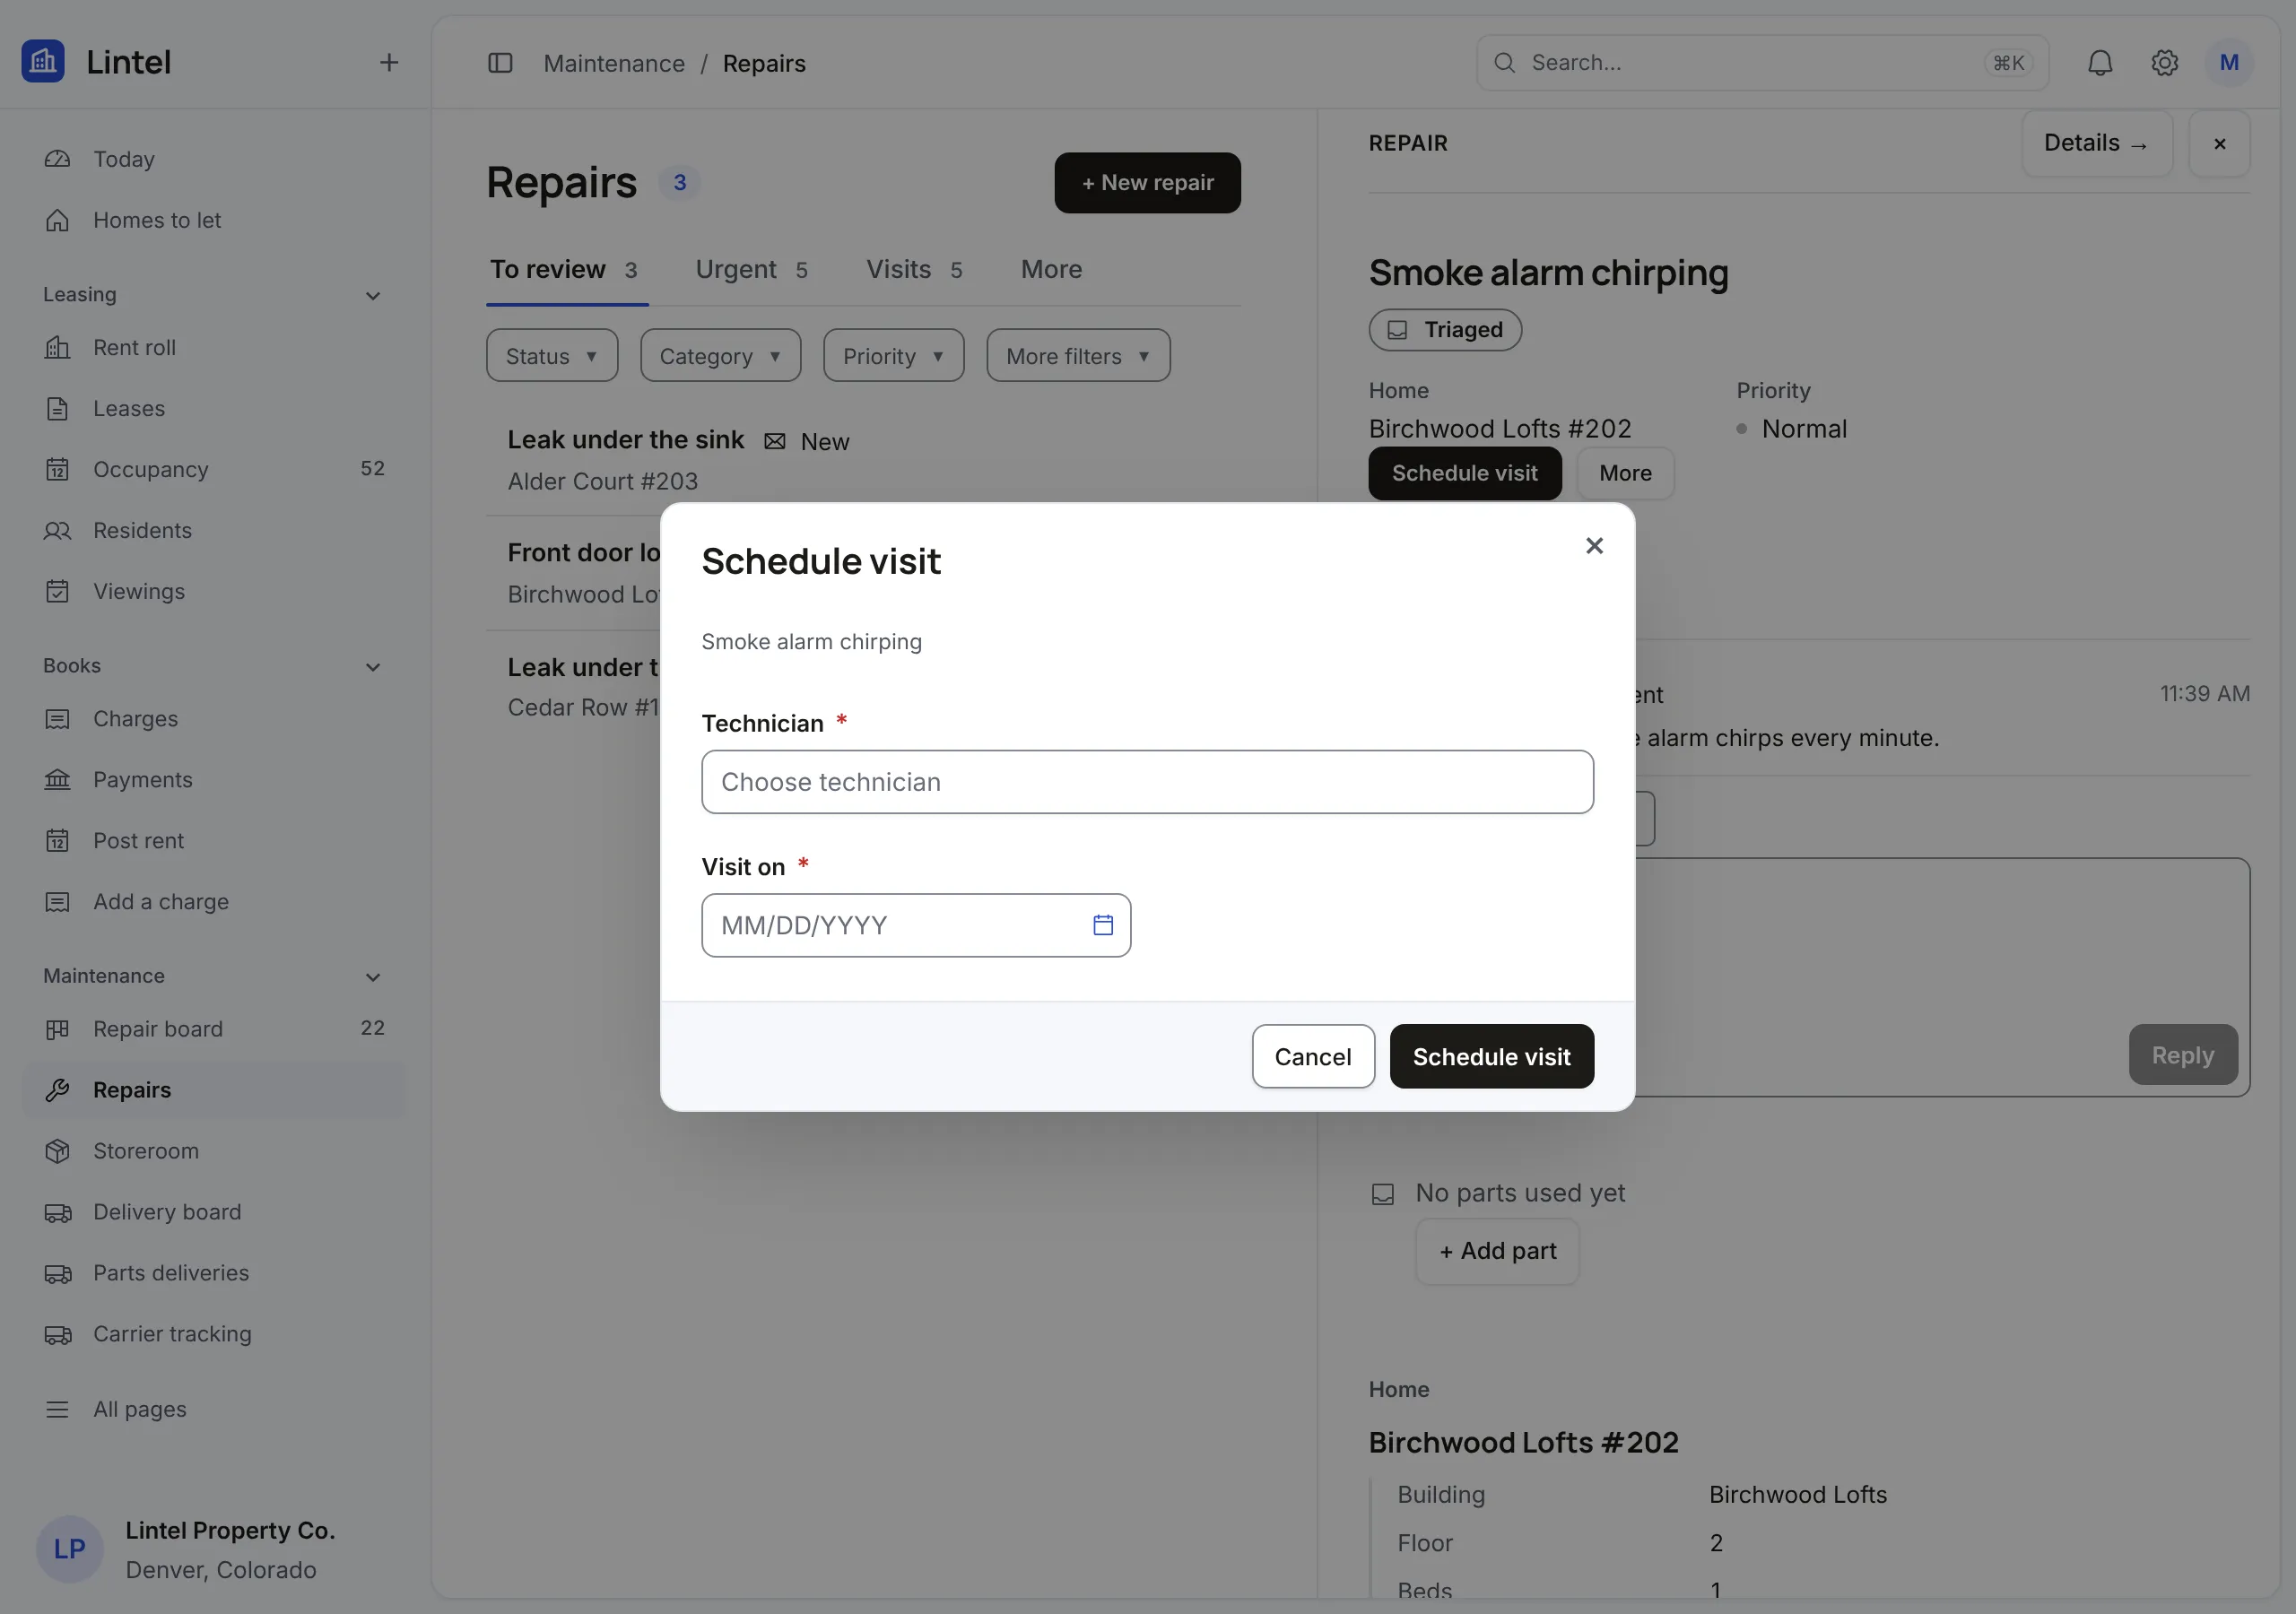 Lintel
+
Today
Homes to let
Leasing
Rent roll
Leases
Occupancy 52
Residents
Viewings
Books
Charges
Payments
Post rent
Add a charge
Maintenance
Repair board 22
Repairs
Storeroom
Delivery board
Parts deliveries
Carrier tracking
All pages
LP
Lintel Property Co.
Denver, Colorado
Maintenance / Repairs
Search... ⌘K
M
Repairs 3
+ New repair
To review 3 Urgent 5 Visits 5 More
Status ▼ Category ▼ Priority ▼ More filters ▼
Leak under the sink New
Alder Court #203
Front door lo
Birchwood Lo
Leak under t
Cedar Row #1
REPAIR
Details →
×
Smoke alarm chirping
Triaged
Home Priority
Birchwood Lofts #202 Normal
Schedule visit More
ent 11:39 AM
alarm chirps every minute.
Reply
No parts used yet
+ Add part
Home
Birchwood Lofts #202
Building Birchwood Lofts
Floor 2
Beds 1
Schedule visit
Smoke alarm chirping
Technician *
Choose technician
Visit on *
MM/DD/YYYY
Cancel Schedule visit